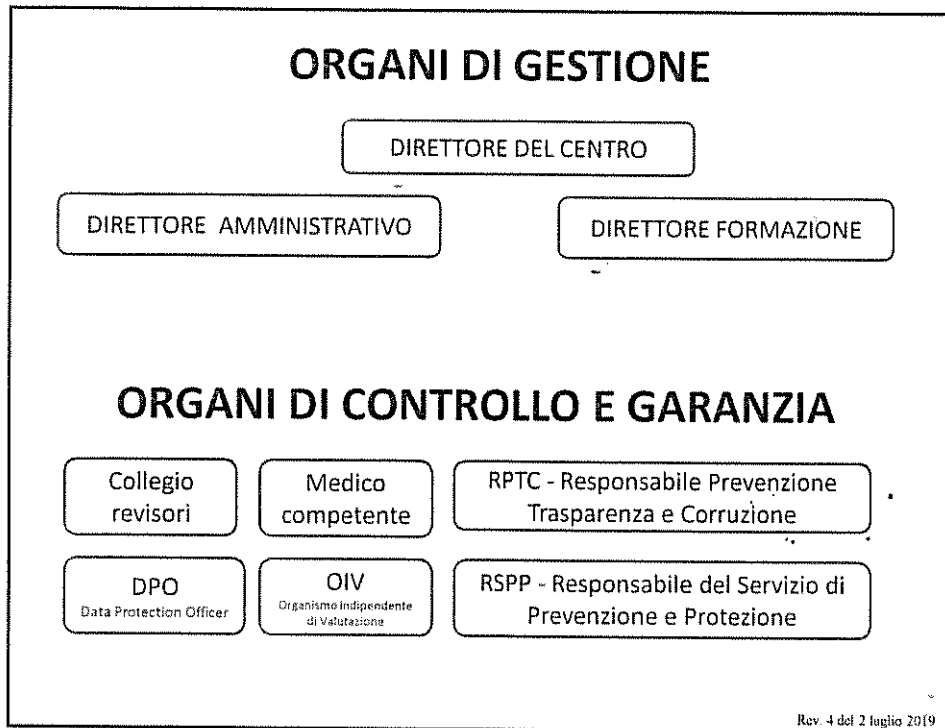 ORGANI DI GESTIONE
DIRETTORE DEL CENTRO
DIRETTORE AMMINISTRATIVO
DIRETTORE FORMAZIONE
ORGANI DI CONTROLLO E GARANZIA
Collegio
revisori
Medico
competente
RPTC - Responsabile Prevenzione
Trasparenza e Corruzione
DPO
Data Protection Officer
OIV
Organismo Indipendente
di Valutazione
RSPP - Responsabile del Servizio di
Prevenzione e Protezione
Rev. 4 del 2 luglio 2019